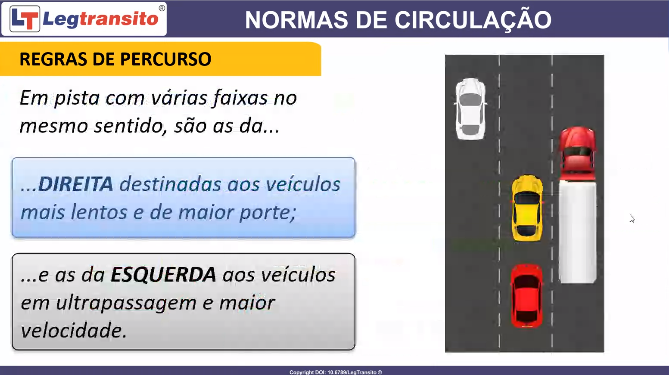 LT Legtransito®
NORMAS DE CIRCULAÇÃO
REGRAS DE PERCURSO
Em pista com várias faixas no
mesmo sentido, são as da...
...DIREITA destinadas aos veículos
mais lentos e de maior porte;
...e as da ESQUERDA aos veículos
em ultrapassagem e maior
velocidade.
Copyright DOI: 10.6789/LegTransito ©